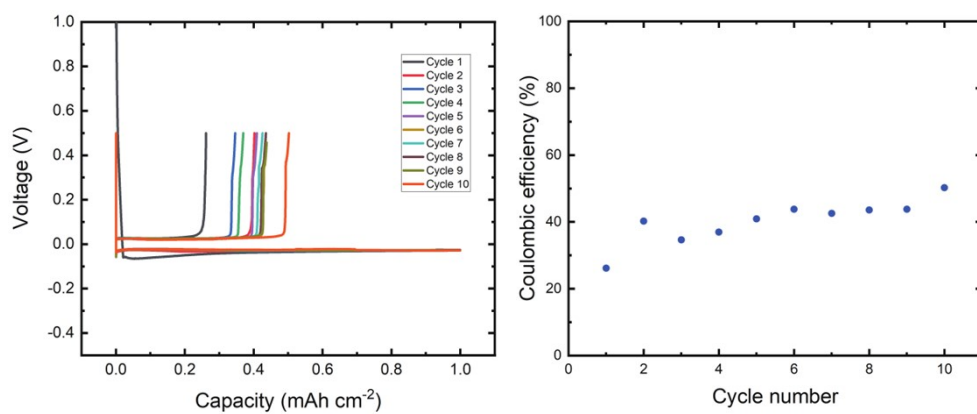 1.0
0.8
0.6
0.4
0.2
0.0
-0.2
-0.4
Voltage (V)
Cycle 1
Cycle 2
Cycle 3
Cycle 4
Cycle 5
Cycle 6
Cycle 7
Cycle 8
Cycle 9
Cycle 10
0.0 0.2 0.4 0.6 0.8 1.0
Capacity (mAh cm⁻²)
100
80
60
40
20
0
Coulombic efficiency (%)
0 2 4 6 8 10
Cycle number